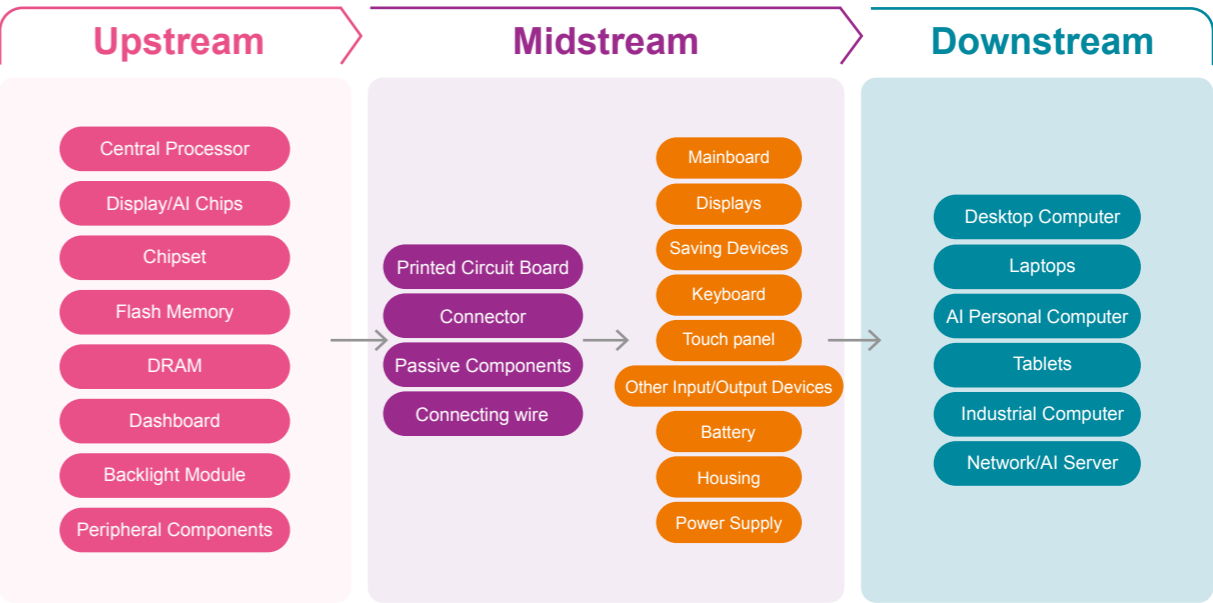 Upstream
Midstream
Downstream
Central Processor
Display/AI Chips
Chipset
Flash Memory
DRAM
Dashboard
Backlight Module
Peripheral Components
Printed Circuit Board
Connector
Passive Components
Connecting wire
Mainboard
Displays
Saving Devices
Keyboard
Touch panel
Other Input/Output Devices
Battery
Housing
Power Supply
Desktop Computer
Laptops
AI Personal Computer
Tablets
Industrial Computer
Network/AI Server